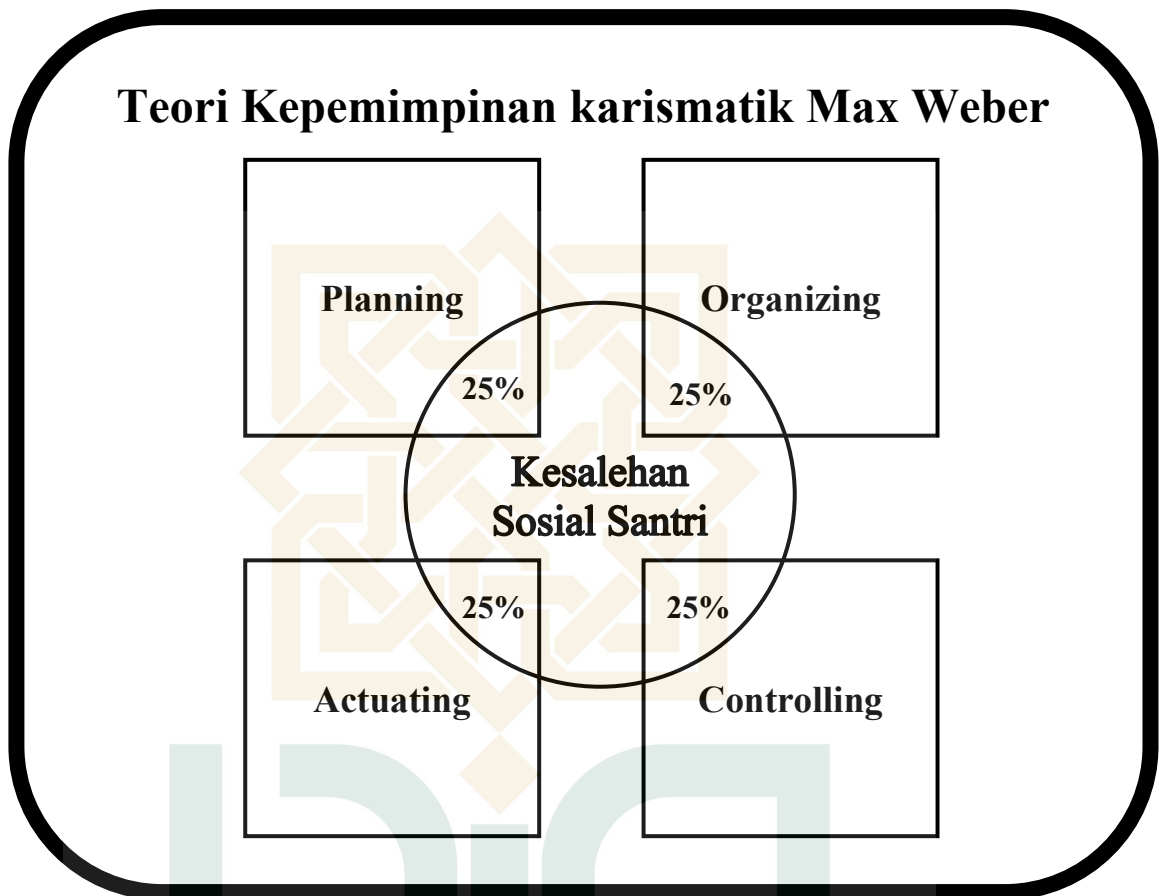 Teori Kepemimpinan karismatik Max Weber
Planning
Organizing
25%
25%
Kesalehan
Sosial Santri
25%
25%
Actuating
Controlling